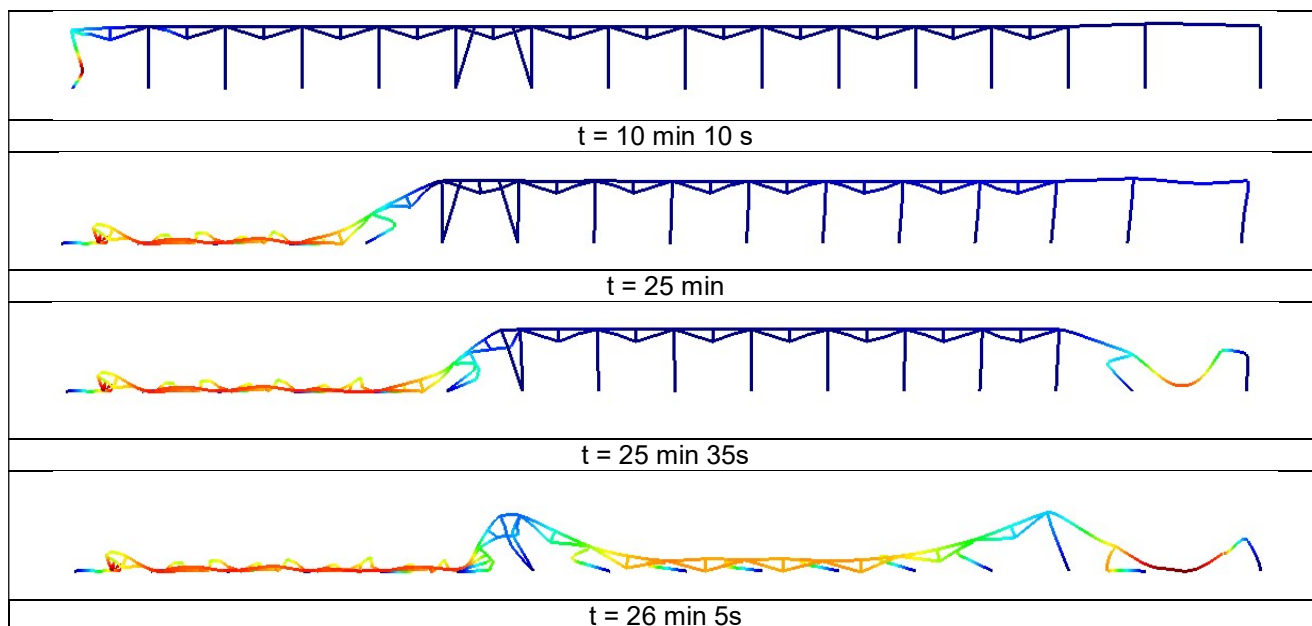 t = 10 min 10 s
t = 25 min
t = 25 min 35s
t = 26 min 5s